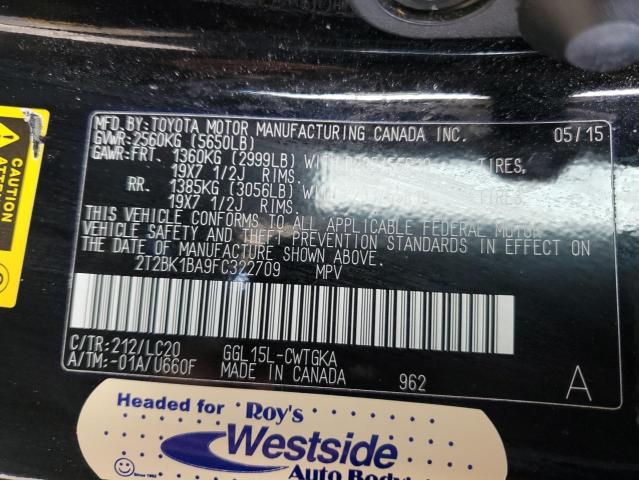 MFD.BY:TOYOTA MOTOR MANUFACTURING CANADA INC. 05/15
GVWR:2560KG (5650LB)
GAWR:FRT. 1360KG (2999LB) WITH TIRES,
19X7 1/2J RIMS.
RR. 1385KG (3056LB) WITH TIRES,
19X7 1/2J RIMS.
THIS VEHICLE CONFORMS TO ALL APPLICABLE FEDERAL MOTOR
VEHICLE SAFETY AND THEFT PREVENTION STANDARDS IN EFFECT ON
THE DATE OF MANUFACTURE SHOWN ABOVE.
2T2BK1BA9FC322709 MPV
C/TR:212/LC20 GGL15L-CWTGKA
A/TM:-01A/U660F MADE IN CANADA 962 A
CAUTION
Headed for Roy's
Westside
Auto Body